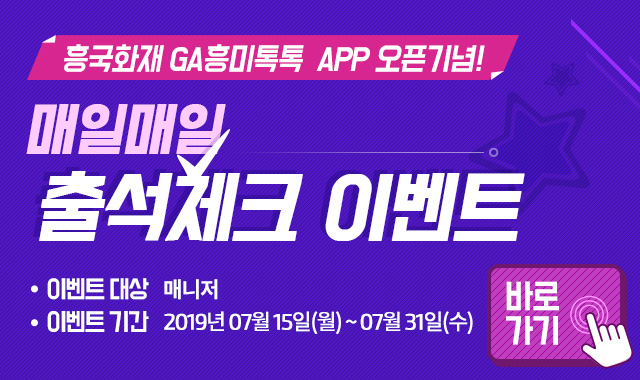 흥국화재 GA흥미톡톡 APP 오픈기념!
매일매일
출석체크 이벤트
• 이벤트 대상 매니저
• 이벤트 기간 2019년 07월 15일(월) ~ 07월 31일(수)
바로
가기